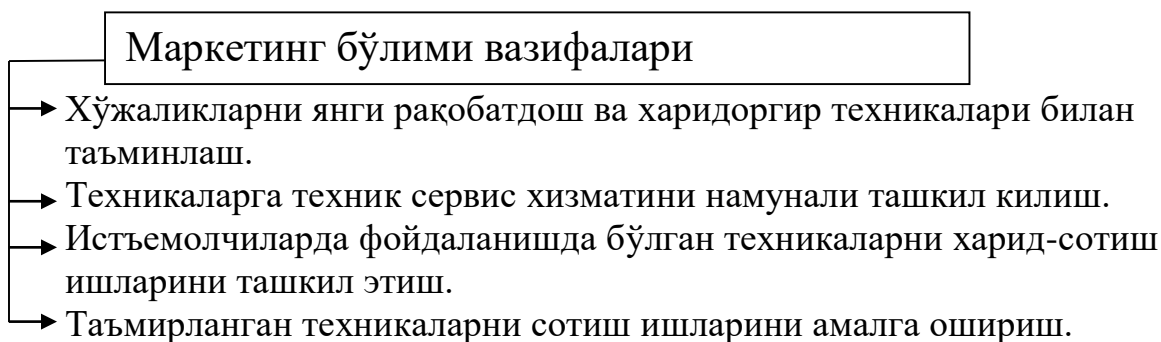 Маркетинг бўлими вазифалари
Хўжаликларни янги рақобатдош ва харидоргир техникалари билан
таъминлаш.
Техникаларга техник сервис хизматини намунали ташкил килиш.
Истъемолчиларда фойдаланишда бўлган техникаларни харид-сотиш
ишларини ташкил этиш.
Таъмирланган техникаларни сотиш ишларини амалга ошириш.